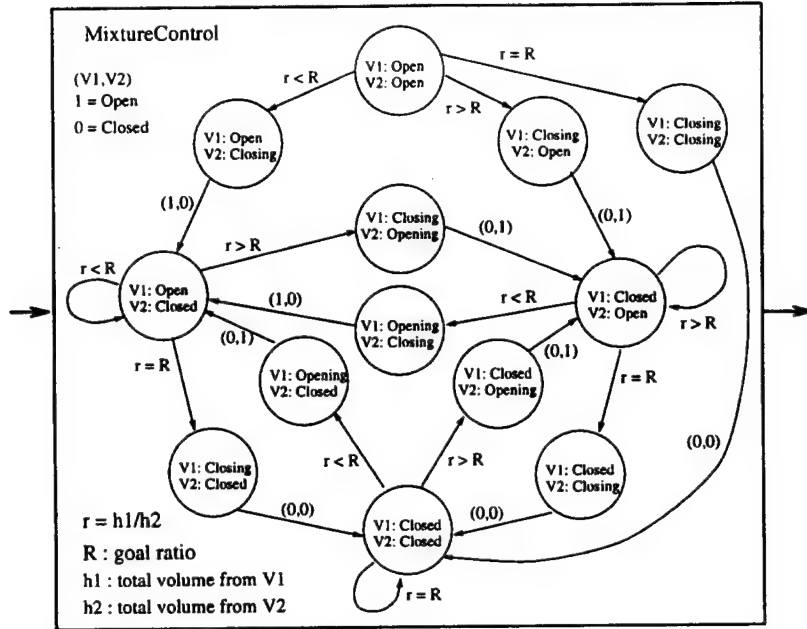 MixtureControl
(V1,V2)
1 = Open
0 = Closed
V1: Open
V2: Open
r < R
r > R
r = R
V1: Open
V2: Closing
V1: Closing
V2: Open
V1: Closing
V2: Closing
(1,0)
(0,1)
V1: Closing
V2: Opening
r > R
(0,1)
r < R
V1: Open
V2: Closed
V1: Closed
V2: Open
r > R
(1,0)
r < R
V1: Opening
V2: Closing
(0,1)
(0,1)
r = R
r = R
V1: Opening
V2: Closed
V1: Closed
V2: Opening
(0,0)
V1: Closing
V2: Closed
r < R
r > R
V1: Closed
V2: Closing
(0,0)
(0,0)
V1: Closed
V2: Closed
r = R
r = h1/h2
R : goal ratio
h1 : total volume from V1
h2 : total volume from V2